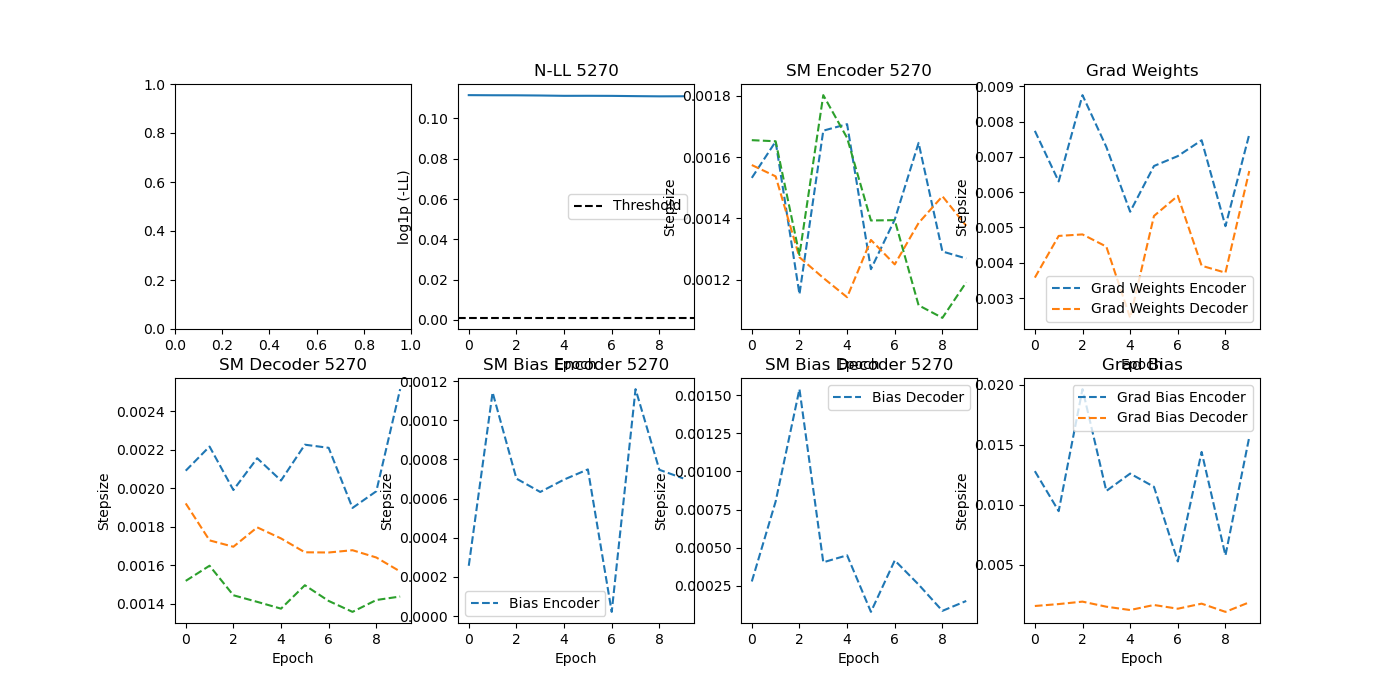 1.0
0.8
0.6
0.4
0.2
0.0
0.0 0.2 0.4 0.6 0.8 1.0
N-LL 5270
log1p (-LL)
0.10
0.08
0.06
0.04
0.02
0.00
Threshold
0 2 4 6 8
Epoch
SM Encoder 5270
Stepsize
0.0018
0.0016
0.0014
0.0012
0 2 4 6 8
Epoch
Grad Weights
Stepsize
0.009
0.008
0.007
0.006
0.005
0.004
0.003
Grad Weights Encoder
Grad Weights Decoder
0 2 4 6 8
Epoch
SM Decoder 5270
Stepsize
0.0024
0.0022
0.0020
0.0018
0.0016
0.0014
0 2 4 6 8
Epoch
SM Bias Encoder 5270
Stepsize
0.0012
0.0010
0.0008
0.0006
0.0004
0.0002
0.0000
Bias Encoder
0 2 4 6 8
Epoch
SM Bias Decoder 5270
Stepsize
0.00150
0.00125
0.00100
0.00075
0.00050
0.00025
Bias Decoder
0 2 4 6 8
Epoch
Grad Bias
Stepsize
0.020
0.015
0.010
0.005
Grad Bias Encoder
Grad Bias Decoder
0 2 4 6 8
Epoch